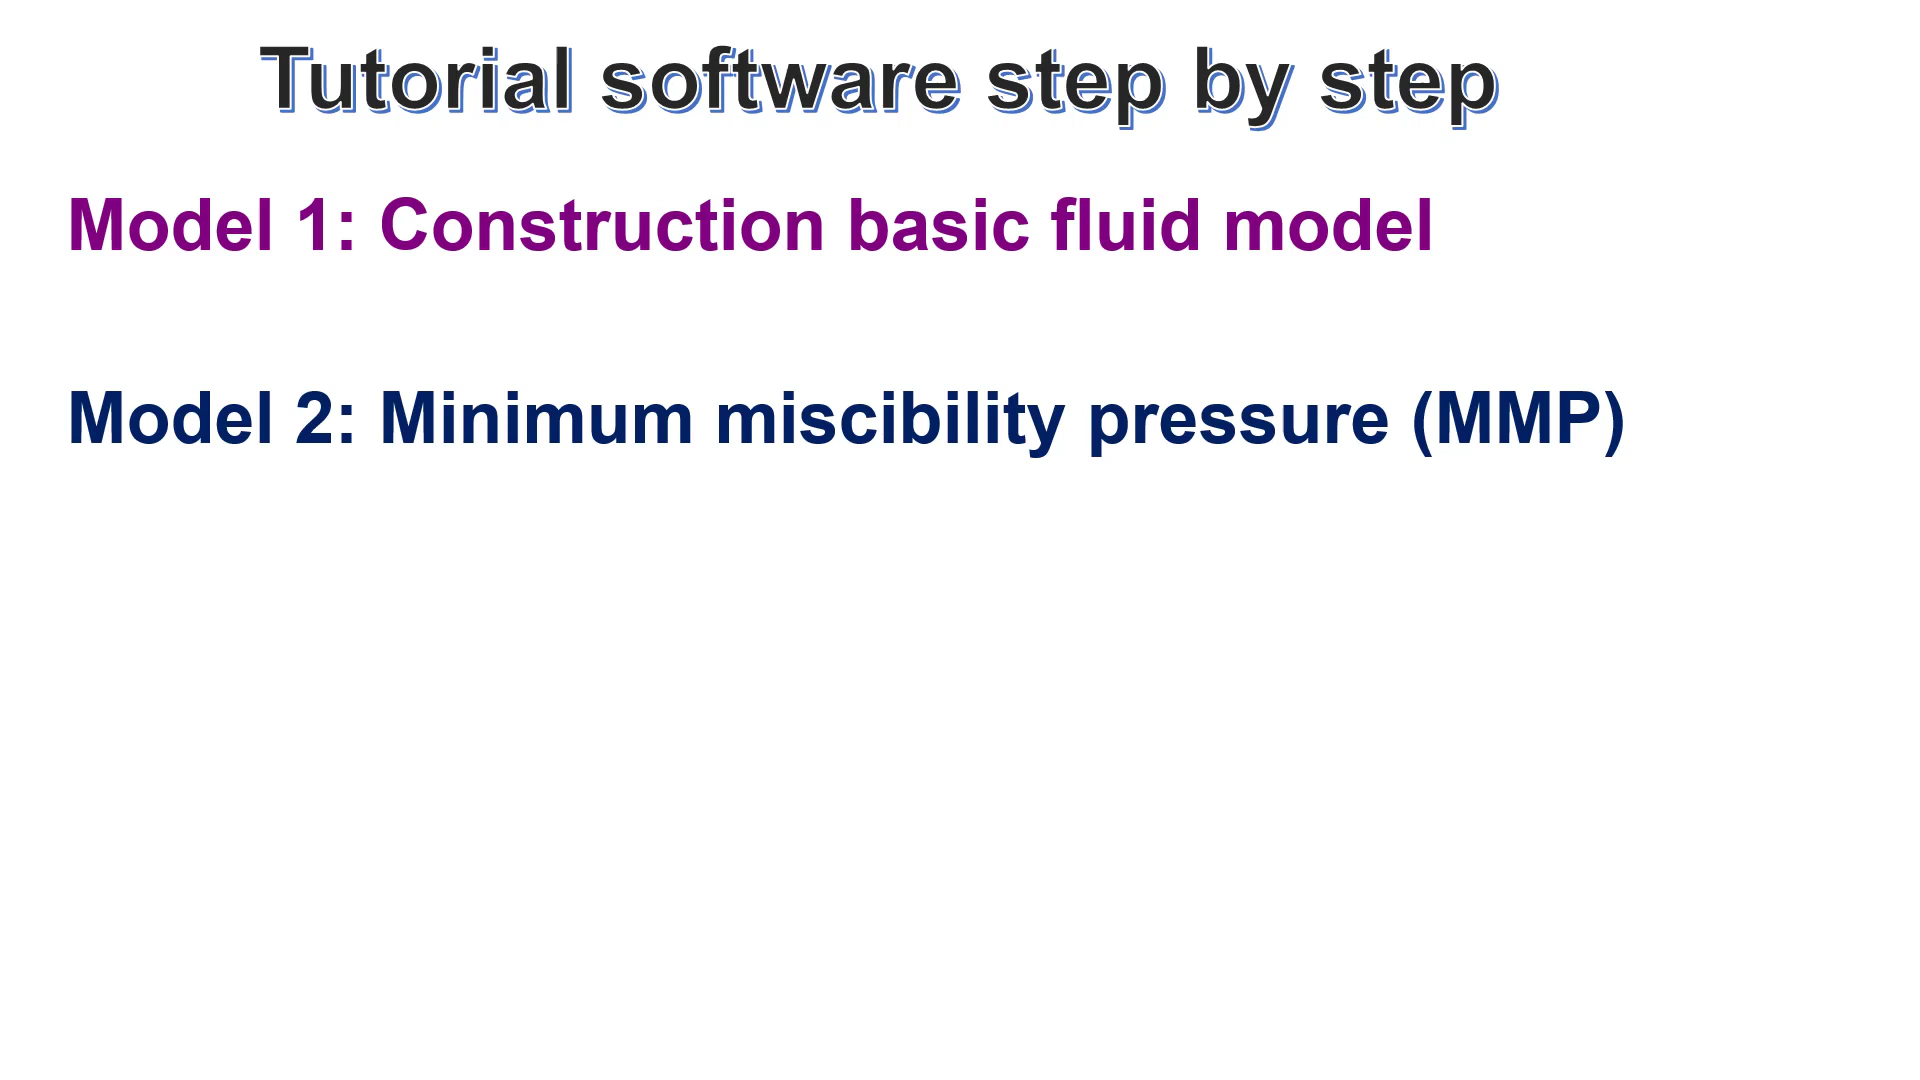 Tutorial software step by step
Model 1: Construction basic fluid model
Model 2: Minimum miscibility pressure (MMP)